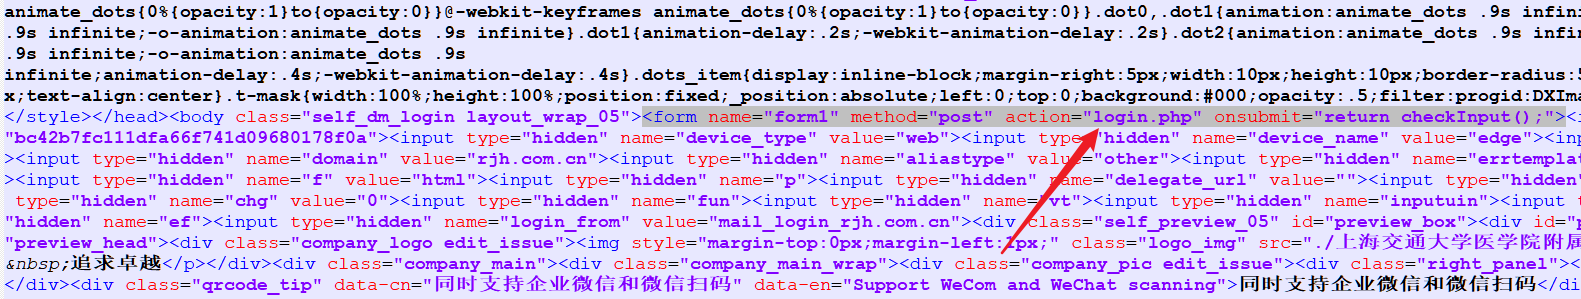 animate_dots{0%{opacity:1}to{opacity:0}}@-webkit-keyframes animate_dots{0%{opacity:1}to{opacity:0}}.dot0,.dot1{animation:animate_dots .9s infini
.9s infinite;-o-animation:animate_dots .9s infinite}.dot1{animation-delay:.2s;-webkit-animation-delay:.2s}.dot2{animation:animate_dots .9s infin
.9s infinite;-o-animation:animate_dots .9s
infinite;animation-delay:.4s;-webkit-animation-delay:.4s}.dots_item{display:inline-block;margin-right:5px;width:10px;height:10px;border-radius:5
x;text-align:center}.t-mask{width:100%;height:100%;position:fixed;_position:absolute;left:0;top:0;background:#000;opacity:.5;filter:progid:DXIma
</style></head><body class="self_dm_login layout_wrap_05"><form name="form1" method="post" action="login.php" onsubmit="return checkInput();"><i
"bc42b7fc111dfa66f741d09680178f0a"><input type="hidden" name="device_type" value="web"><input type="hidden" name="device_name" value="edge"><inp
><input type="hidden" name="domain" value="rjh.com.cn"><input type="hidden" name="aliastype" value="other"><input type="hidden" name="errtemplat
><input type="hidden" name="f" value="html"><input type="hidden" name="p"><input type="hidden" name="delegate_url" value=""><input type="hidden"
type="hidden" name="chg" value="0"><input type="hidden" name="fun"><input type="hidden" name="vt"><input type="hidden" name="inputuin"><input t
"hidden" name="ef"><input type="hidden" name="login_from" value="mail_login_rjh.com.cn"><div class="self_preview_05" id="preview_box"><div id="p
"preview_head"><div class="company_logo edit_issue"><img style="margin-top:0px;margin-left:1px;" class="logo_img" src="./上海交通大学医学院附属
&nbsp;追求卓越</p></div><div class="company_main"><div class="company_main_wrap"><div class="company_pic edit_issue"><div class="right_panel"><
</div><div class="qrcode_tip" data-cn="同时支持企业微信和微信扫码" data-en="Support WeCom and WeChat scanning">同时支持企业微信和微信扫码</di